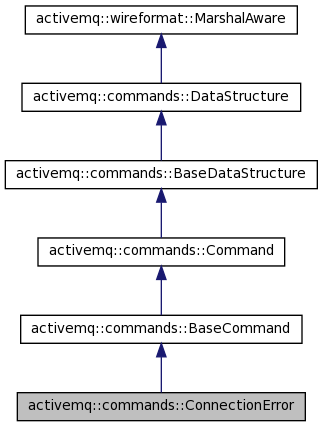 activemq::wireformat::MarshalAware
activemq::commands::DataStructure
activemq::commands::BaseDataStructure
activemq::commands::Command
activemq::commands::BaseCommand
activemq::commands::ConnectionError